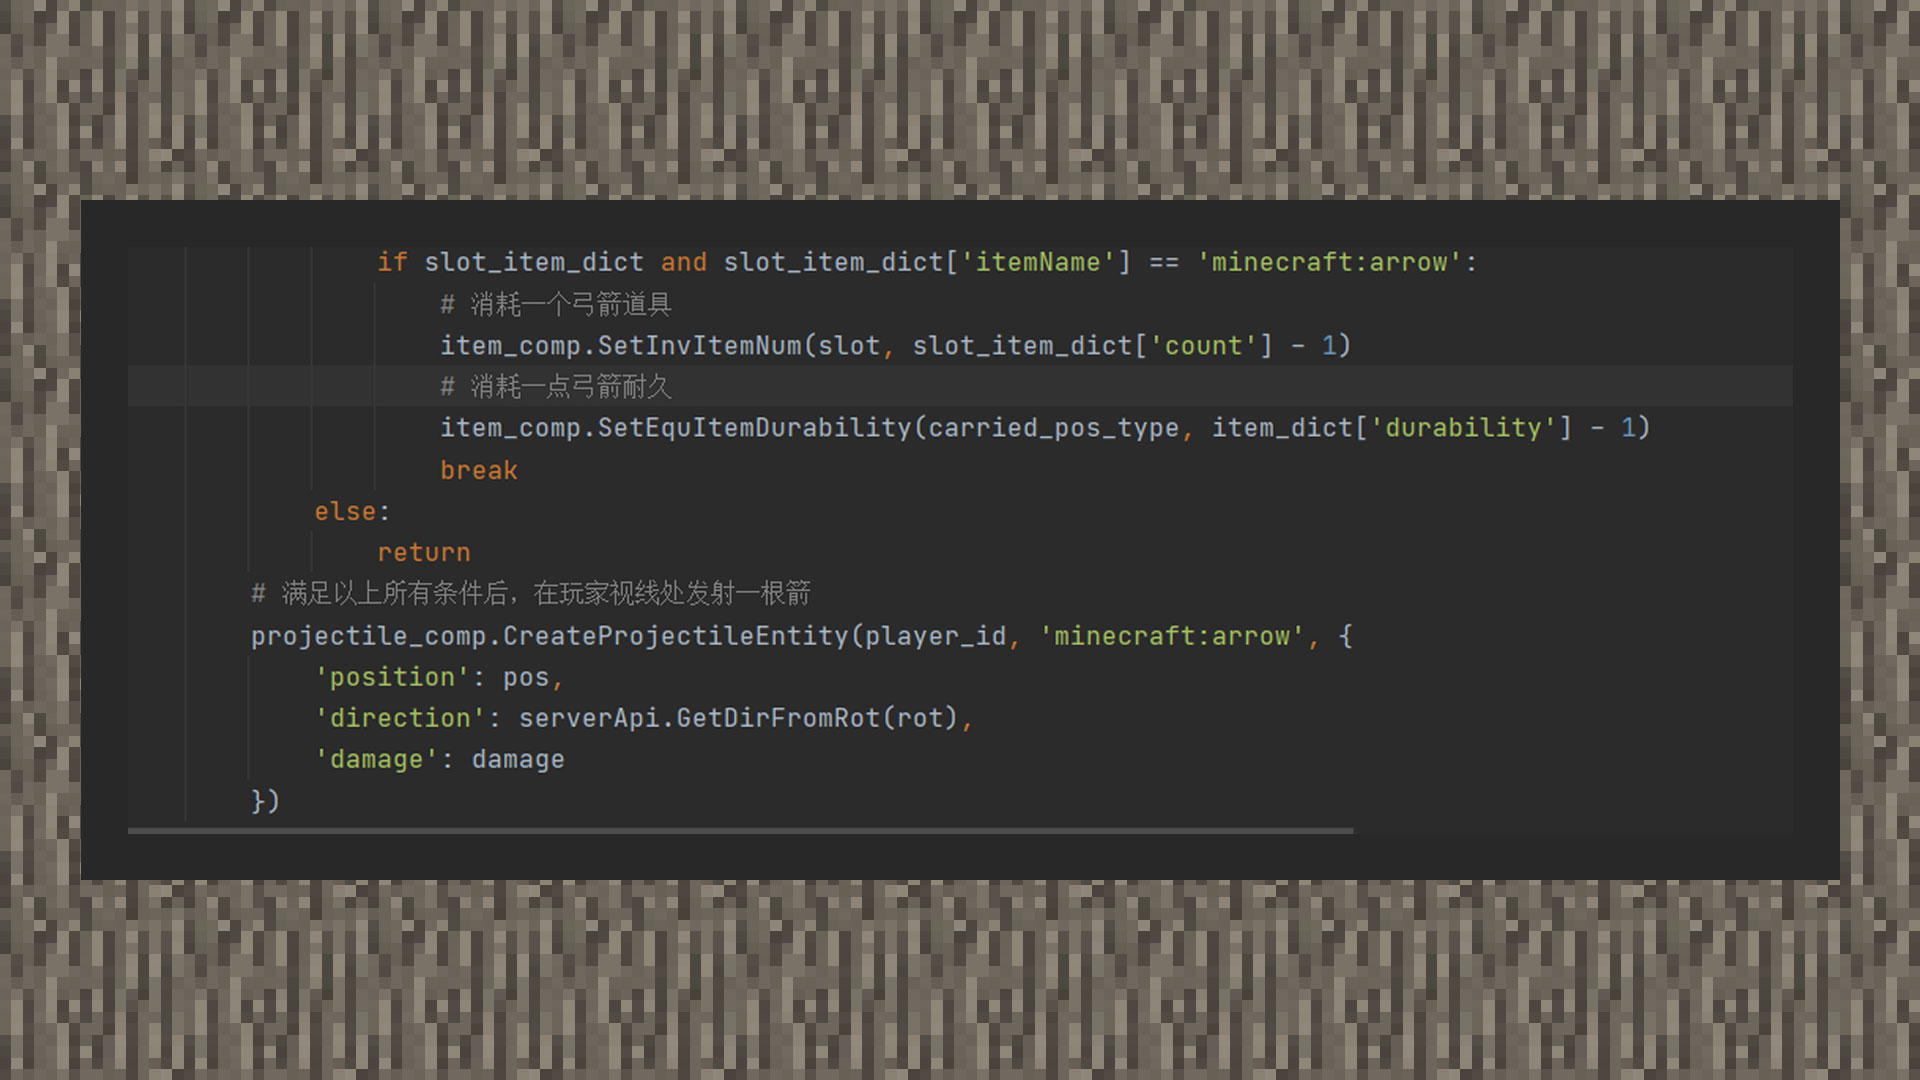 if slot_item_dict and slot_item_dict['itemName'] == 'minecraft:arrow':
# 消耗一个弓箭道具
item_comp.SetInvItemNum(slot, slot_item_dict['count'] - 1)
# 消耗一点弓箭耐久
item_comp.SetEquItemDurability(carried_pos_type, item_dict['durability'] - 1)
break
else:
return
# 满足以上所有条件后，在玩家视线处发射一根箭
projectile_comp.CreateProjectileEntity(player_id, 'minecraft:arrow', {
'position': pos,
'direction': serverApi.GetDirFromRot(rot),
'damage': damage
})